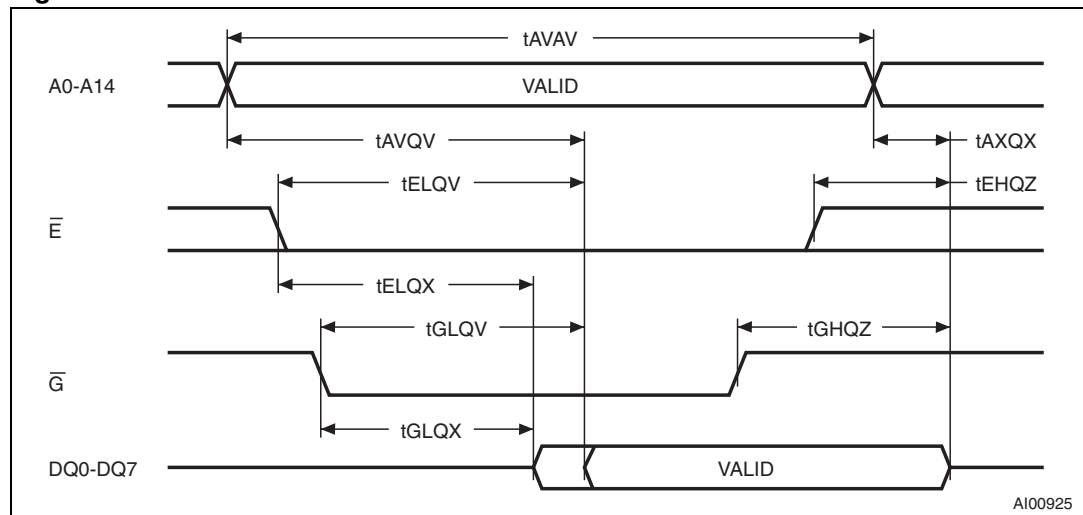 tAVAV
A0-A14
VALID
tAVQV
tAXQX
tELQV
tEHQZ
E̅
tELQX
tGLQV
tGHQZ
G̅
tGLQX
DQ0-DQ7
VALID
AI00925